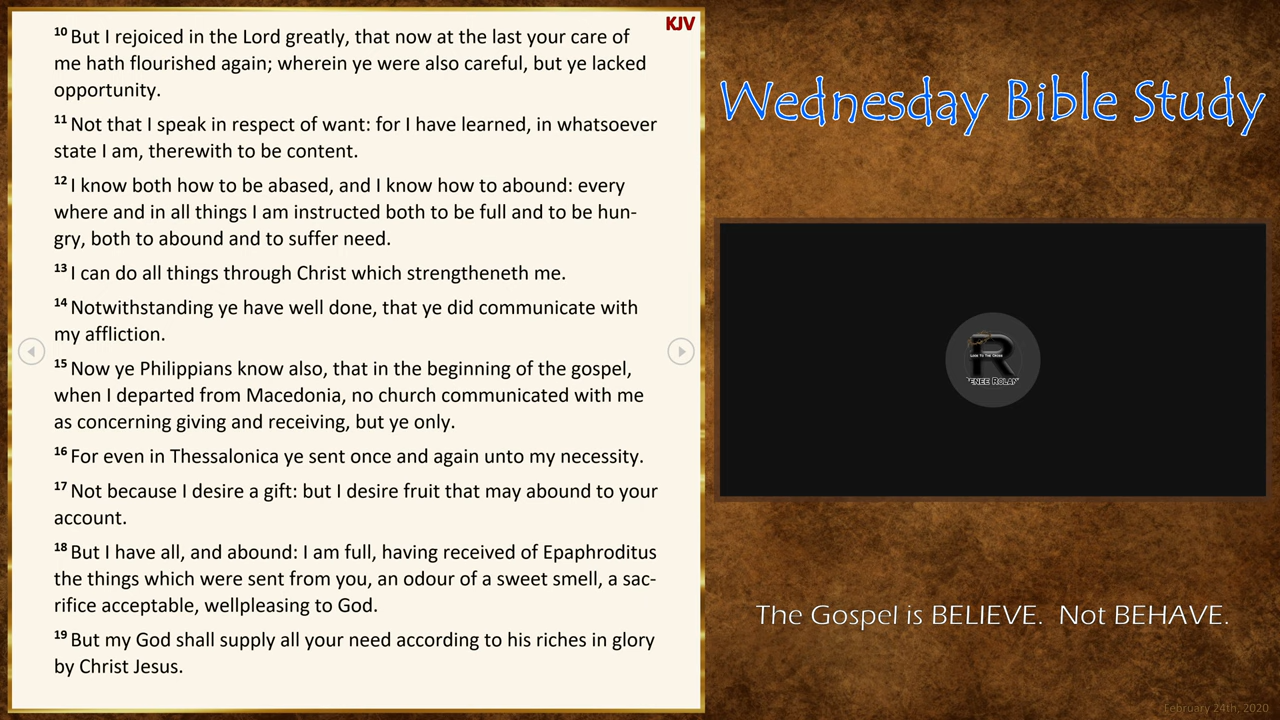 KJV
10 But I rejoiced in the Lord greatly, that now at the last your care of
me hath flourished again; wherein ye were also careful, but ye lacked
opportunity.
11 Not that I speak in respect of want: for I have learned, in whatsoever
state I am, therewith to be content.
12 I know both how to be abased, and I know how to abound: every
where and in all things I am instructed both to be full and to be hun-
gry, both to abound and to suffer need.
13 I can do all things through Christ which strengtheneth me.
14 Notwithstanding ye have well done, that ye did communicate with
my affliction.
15 Now ye Philippians know also, that in the beginning of the gospel,
when I departed from Macedonia, no church communicated with me
as concerning giving and receiving, but ye only.
16 For even in Thessalonica ye sent once and again unto my necessity.
17 Not because I desire a gift: but I desire fruit that may abound to your
account.
18 But I have all, and abound: I am full, having received of Epaphroditus
the things which were sent from you, an odour of a sweet smell, a sac-
rifice acceptable, wellpleasing to God.
19 But my God shall supply all your need according to his riches in glory
by Christ Jesus.
Wednesday Bible Study
R
Look To The Cross
The Gospel is BELIEVE. Not BEHAVE.
February 24th, 2020